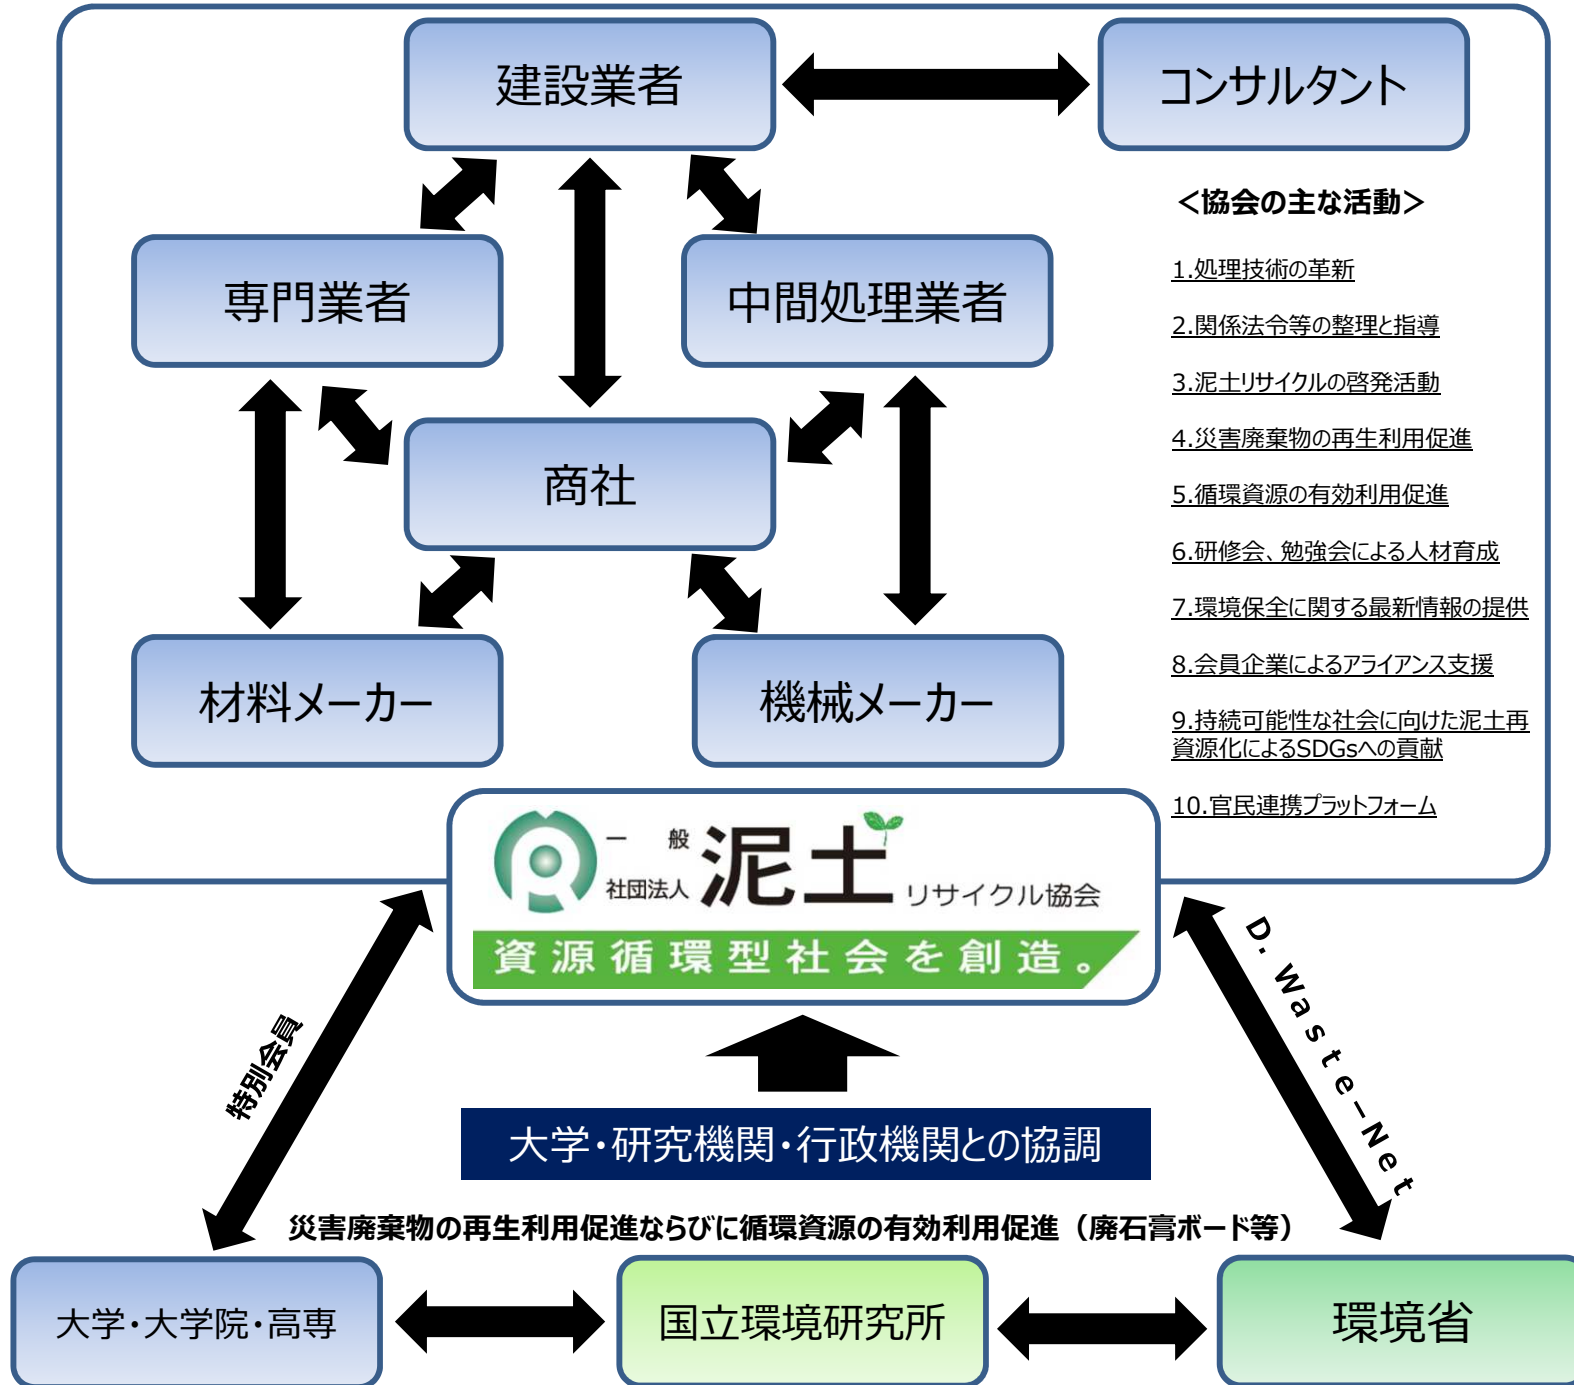 建設業者
コンサルタント
専門業者
中間処理業者
商社
材料メーカー
機械メーカー
＜協会の主な活動＞
1.処理技術の革新
2.関係法令等の整理と指導
3.泥土リサイクルの啓発活動
4.災害廃棄物の再生利用促進
5.循環資源の有効利用促進
6.研修会、勉強会による人材育成
7.環境保全に関する最新情報の提供
8.会員企業によるアライアンス支援
9.持続可能性な社会に向けた泥土再
資源化によるSDGsへの貢献
10.官民連携プラットフォーム
一般
社団法人
泥土
リサイクル協会
資源循環型社会を創造。
特別会員
D. Waste－Net
大学・研究機関・行政機関との協調
災害廃棄物の再生利用促進ならびに循環資源の有効利用促進（廃石膏ボード等）
大学・大学院・高専
国立環境研究所
環境省